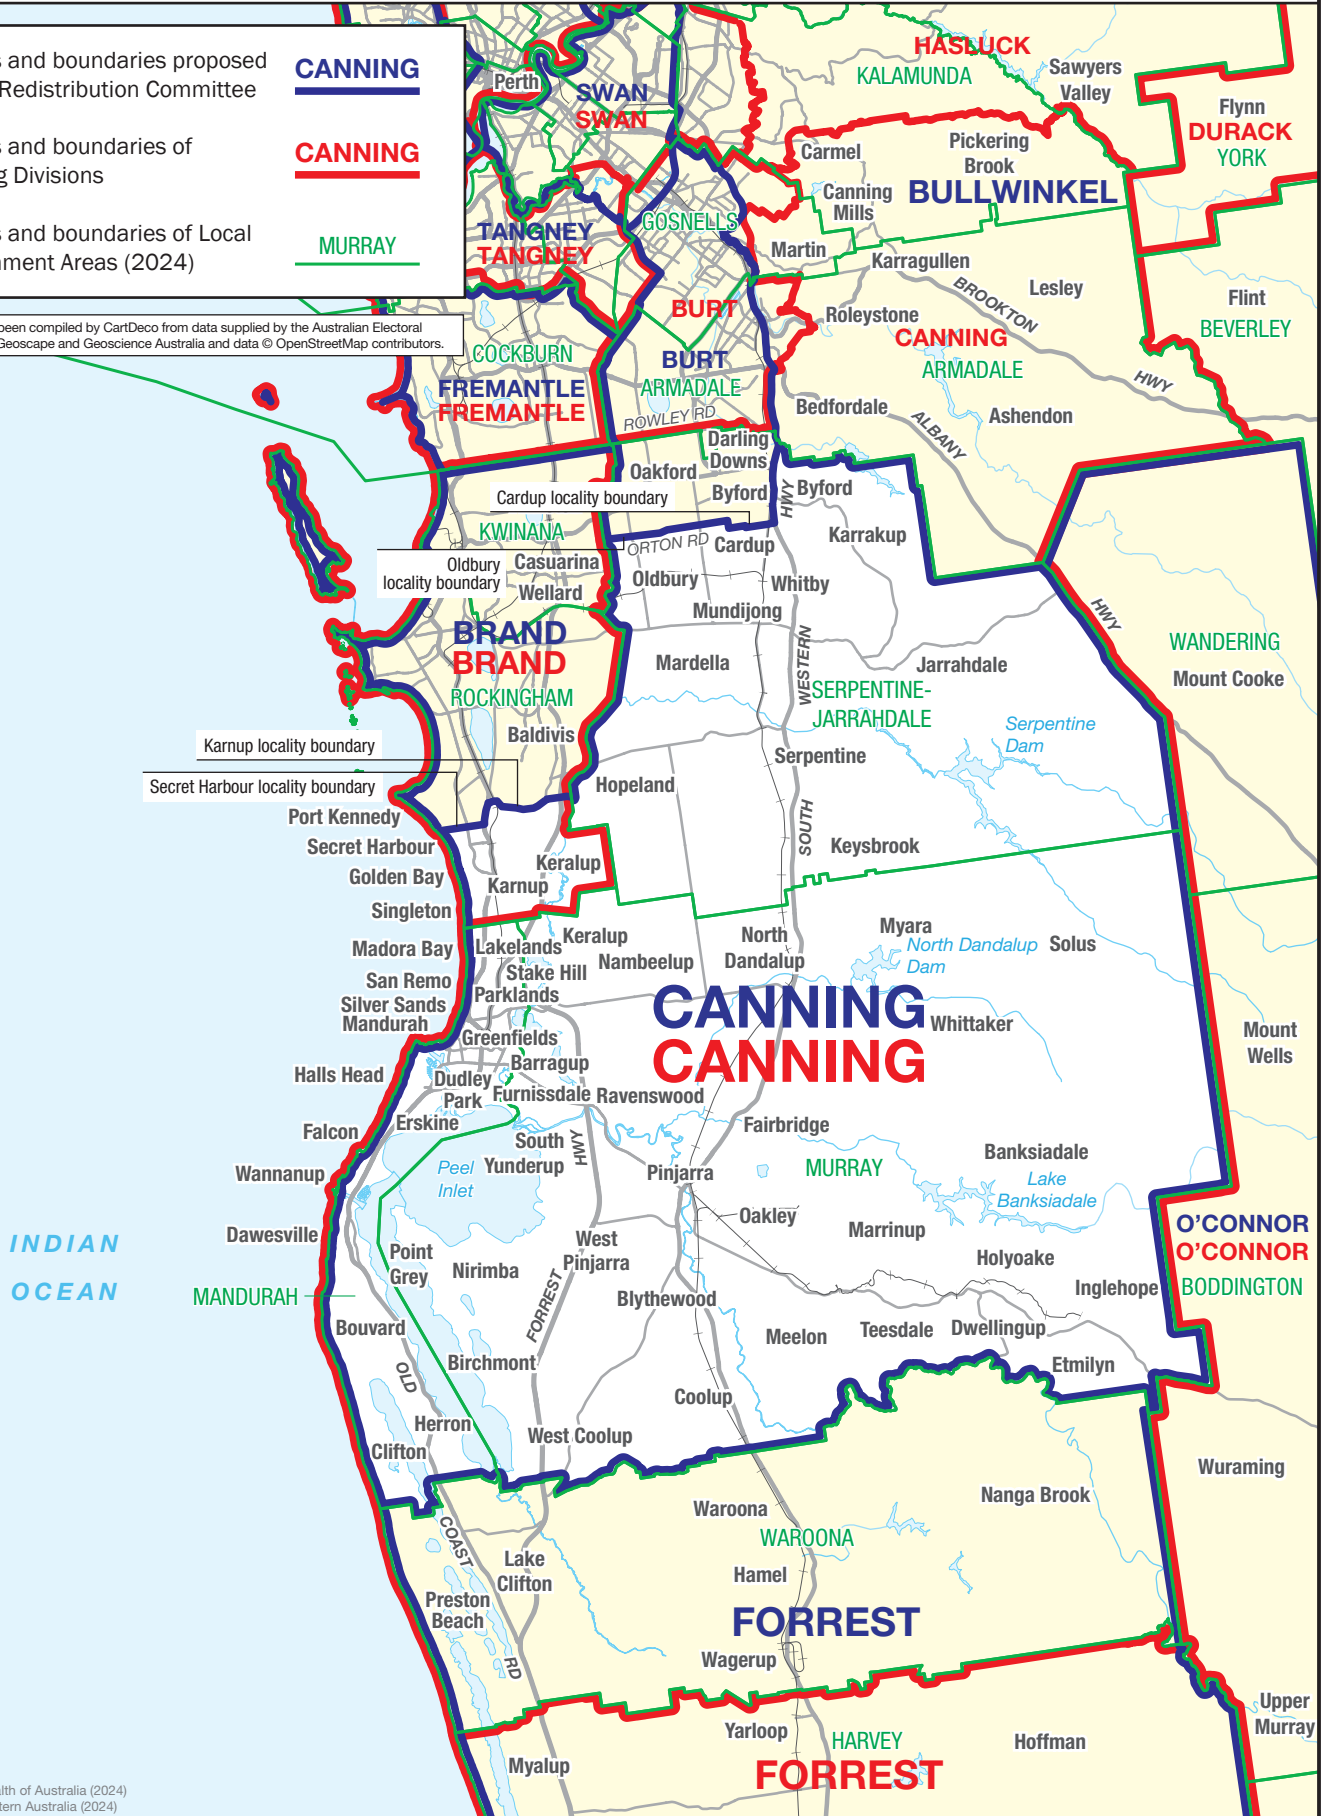 s and boundaries proposed
Redistribution Committee
CANNING
s and boundaries of
g Divisions
CANNING
s and boundaries of Local
nment Areas (2024)
MURRAY
been compiled by CartDeco from data supplied by the Australian Electoral
Geoscape and Geoscience Australia and data © OpenStreetMap contributors.
Perth
SWAN
SWAN
HASLUCK
KALAMUNDA
Sawyers
Valley
Flynn
DURACK
YORK
Carmel
Pickering
Brook
BULLWINKEL
Canning
Mills
GOSNELLS
TANGNEY
TANGNEY
Martin
Karragullen
Lesley
BROOKTON
HWY
Flint
BEVERLEY
BURT
Roleystone
CANNING
ARMADALE
COCKBURN
BURT
ARMADALE
FREMANTLE
FREMANTLE
ROWLEY RD
Bedfordale
ALBANY
Ashendon
Darling
Downs
Oakford
Byford
HWY
Byford
Cardup locality boundary
KWINANA
ORTON RD
Cardup
Karrakup
Oldbury
locality boundary
Casuarina
Wellard
Oldbury
Whitby
Mundijong
HWY
BRAND
BRAND
ROCKINGHAM
Mardella
WESTERN
Jarrahdale
SERPENTINE-
JARRAHDALE
WANDERING
Mount Cooke
Baldivis
Karnup locality boundary
Serpentine
Dam
Serpentine
Secret Harbour locality boundary
Hopeland
Port Kennedy
SOUTH
Secret Harbour
Keysbrook
Golden Bay
Keralup
Karnup
Singleton
Myara
Madora Bay
Lakelands
Keralup
North
Dandalup
North Dandalup
Dam
Solus
Nambeelup
San Remo
Stake Hill
Parklands
Silver Sands
Mandurah
CANNING
CANNING
Whittaker
Mount
Wells
Greenfields
Barragup
Halls Head
Dudley
Park
Furnissdale
Ravenswood
Erskine
Fairbridge
Falcon
South
Yunderup
HWY
Banksiadale
Wannanup
Peel
Inlet
Pinjarra
MURRAY
Lake
Banksiadale
Oakley
Marrinup
O'CONNOR
O'CONNOR
BODDINGTON
Dawesville
INDIAN
OCEAN
Point
Grey
Nirimba
West
Pinjarra
Holyoake
Inglehope
MANDURAH
Blythewood
FORREST
Bouvard
Meelon
Teesdale
Dwellingup
Birchmont
Etmilyn
OLD
Coolup
Herron
West Coolup
Clifton
Wuraming
Nanga Brook
Waroona
COAST
WAROONA
Lake
Clifton
Hamel
Preston
Beach
FORREST
RD
Wagerup
Upper
Murray
Yarloop
HARVEY
Hoffman
Myalup
FORREST
lth of Australia (2024)
tern Australia (2024)